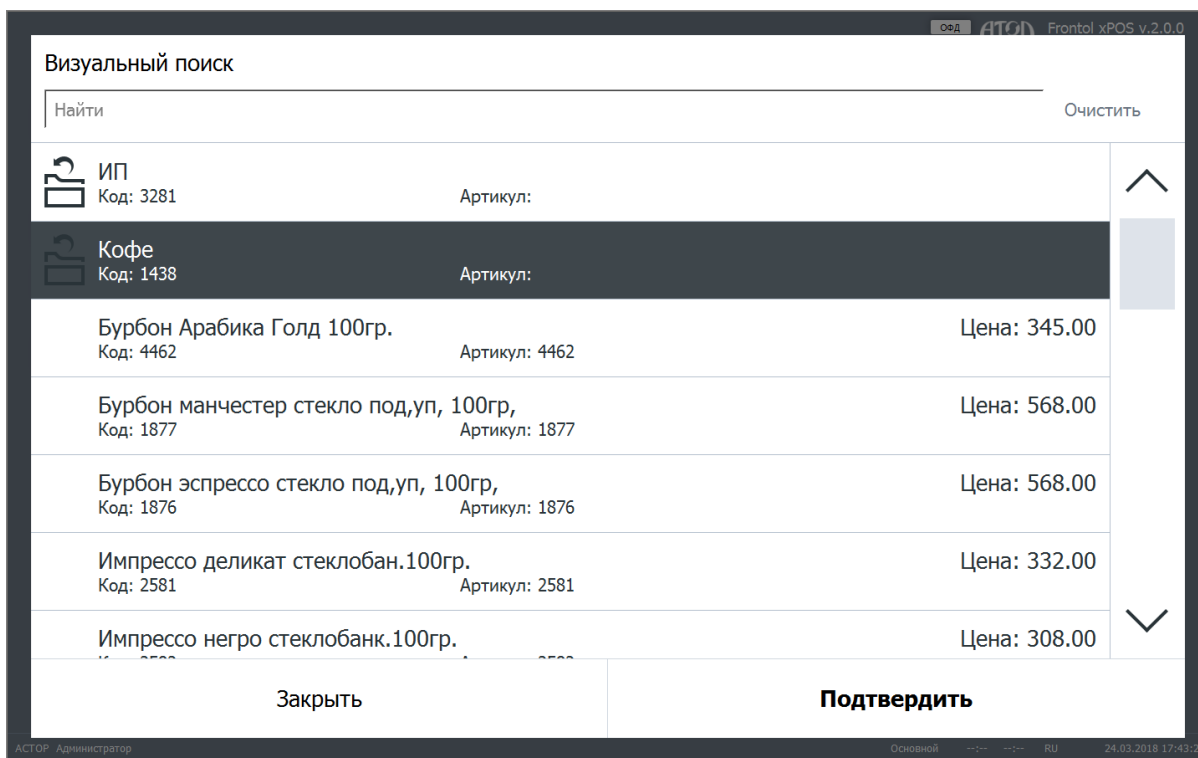 ОФД АТОЛ Frontol xPOS v.2.0.0
Визуальный поиск
Найти
Очистить
ИП
Код: 3281 Артикул:
Кофе
Код: 1438 Артикул:
Бурбон Арабика Голд 100гр. Цена: 345.00
Код: 4462 Артикул: 4462
Бурбон манчестер стекло под,уп, 100гр, Цена: 568.00
Код: 1877 Артикул: 1877
Бурбон эспрессо стекло под,уп, 100гр, Цена: 568.00
Код: 1876 Артикул: 1876
Импрессо деликат стеклобан.100гр. Цена: 332.00
Код: 2581 Артикул: 2581
Импрессо негро стеклобанк.100гр. Цена: 308.00
Закрыть Подтвердить
АСТОР Администратор Основной --:-- --:-- RU 24.03.2018 17:43:2